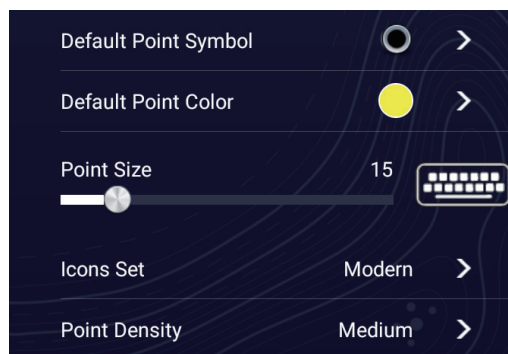 Default Point Symbol
Default Point Color
Point Size 15
Icons Set Modern
Point Density Medium